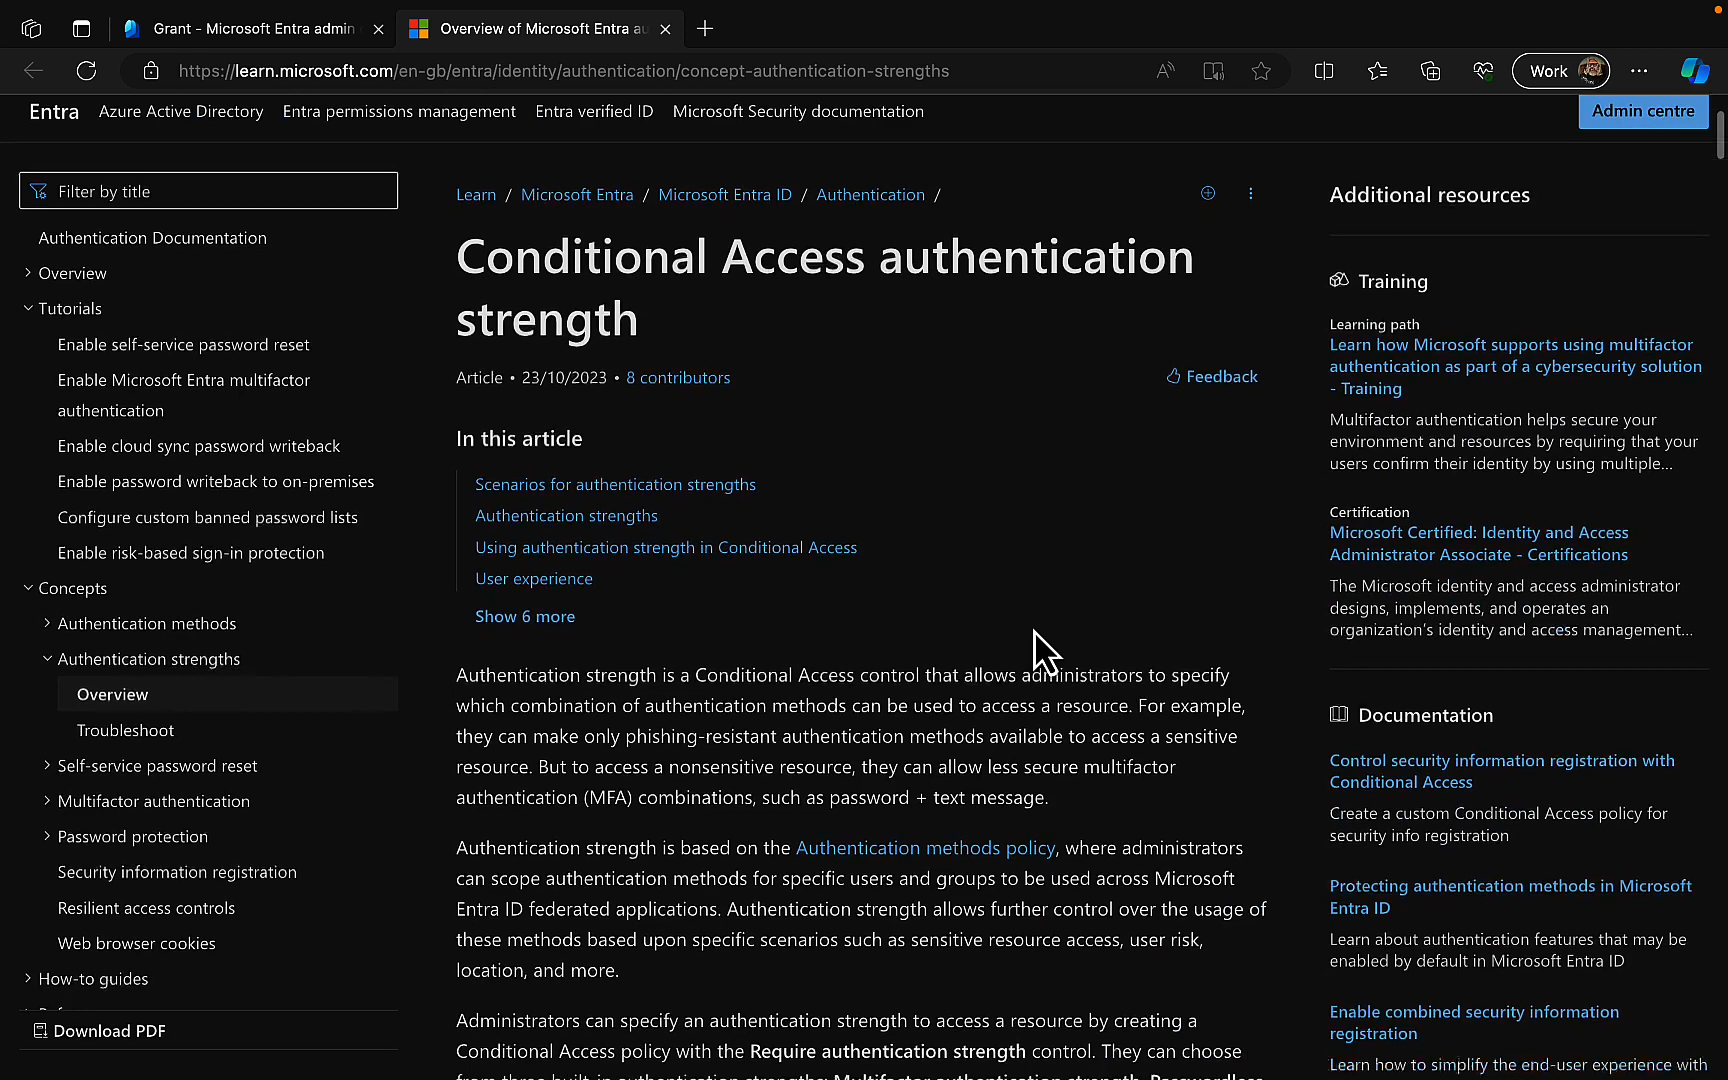 Grant - Microsoft Entra admin
Overview of Microsoft Entra au
https://learn.microsoft.com/en-gb/entra/identity/authentication/concept-authentication-strengths
Work
Entra
Azure Active Directory
Entra permissions management
Entra verified ID
Microsoft Security documentation
Admin centre
Filter by title
Authentication Documentation
Overview
Tutorials
Enable self-service password reset
Enable Microsoft Entra multifactor
authentication
Enable cloud sync password writeback
Enable password writeback to on-premises
Configure custom banned password lists
Enable risk-based sign-in protection
Concepts
Authentication methods
Authentication strengths
Overview
Troubleshoot
Self-service password reset
Multifactor authentication
Password protection
Security information registration
Resilient access controls
Web browser cookies
How-to guides
Download PDF
Learn / Microsoft Entra / Microsoft Entra ID / Authentication /
Conditional Access authentication
strength
Article • 23/10/2023 • 8 contributors
Feedback
In this article
Scenarios for authentication strengths
Authentication strengths
Using authentication strength in Conditional Access
User experience
Show 6 more
Authentication strength is a Conditional Access control that allows administrators to specify
which combination of authentication methods can be used to access a resource. For example,
they can make only phishing-resistant authentication methods available to access a sensitive
resource. But to access a nonsensitive resource, they can allow less secure multifactor
authentication (MFA) combinations, such as password + text message.
Authentication strength is based on the Authentication methods policy, where administrators
can scope authentication methods for specific users and groups to be used across Microsoft
Entra ID federated applications. Authentication strength allows further control over the usage of
these methods based upon specific scenarios such as sensitive resource access, user risk,
location, and more.
Administrators can specify an authentication strength to access a resource by creating a
Conditional Access policy with the Require authentication strength control. They can choose
from three built-in authentication strengths: Multifactor authentication strength, Passwordless
Additional resources
Training
Learning path
Learn how Microsoft supports using multifactor
authentication as part of a cybersecurity solution
- Training
Multifactor authentication helps secure your
environment and resources by requiring that your
users confirm their identity by using multiple...
Certification
Microsoft Certified: Identity and Access
Administrator Associate - Certifications
The Microsoft identity and access administrator
designs, implements, and operates an
organization's identity and access management...
Documentation
Control security information registration with
Conditional Access
Create a custom Conditional Access policy for
security info registration
Protecting authentication methods in Microsoft
Entra ID
Learn about authentication features that may be
enabled by default in Microsoft Entra ID
Enable combined security information
registration
Learn how to simplify the end-user experience with